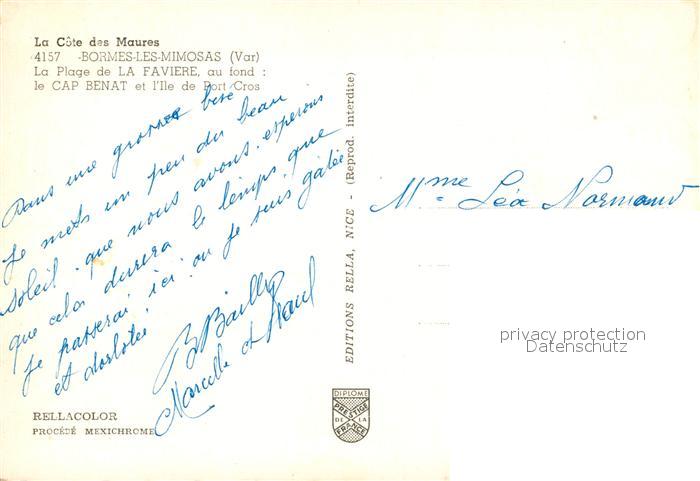 La Côte des Maures
4157 -BORMES-LES-MIMOSAS (Var)
La Plage de LA FAVIERE, au fond :
le CAP BENAT et l'Ile de Port-Cros
Dans une grosse bise
je mets un peu du beau
soleil que nous avons. espérons
que cela durera le temps que
je passerai ici. ou je suis gâtée
et dorlotée.
B Bailly
Marcelle et Paul
RELLACOLOR
PROCÉDÉ MEXICHROME
EDITIONS RELLA, NICE - (Reprod. interdite)
DIPLOME
PRESTIGE
DE LA
FRANCE
Mme Léa Normand
privacy protection
Datenschutz